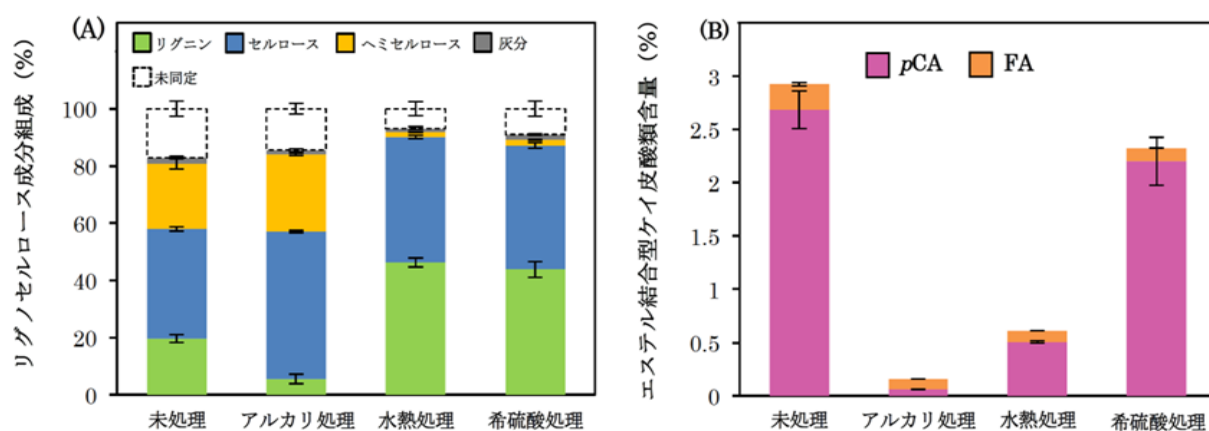 リグノセルロース成分組成（%）
(A)
リグニン セルロース ヘミセルロース 灰分
未同定
100
80
60
40
20
0
未処理 アルカリ処理 水熱処理 希硫酸処理
エステル結合型ケイ皮酸類含量（%）
(B)
pCA FA
3
2.5
2
1.5
1
0.5
0
未処理 アルカリ処理 水熱処理 希硫酸処理